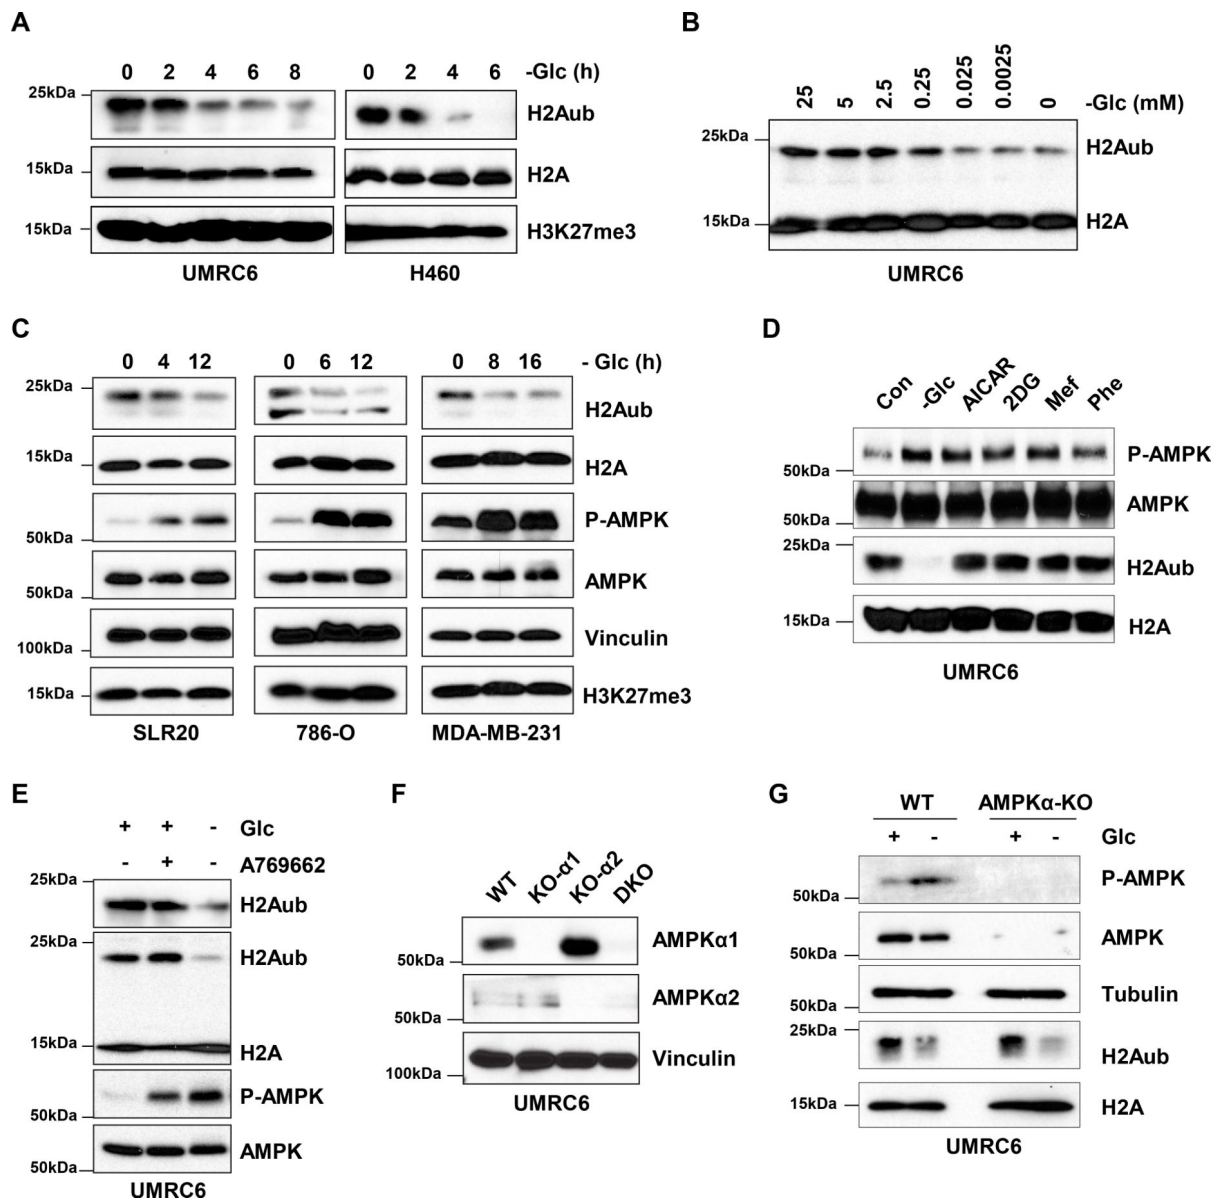 A
0 2 4 6 8 0 2 4 6 -Glc (h)
25kDa H2Aub
15kDa H2A
15kDa H3K27me3
UMRC6 H460
B
25 5 2.5 0.25 0.025 0.0025 0 -Glc (mM)
25kDa H2Aub
15kDa H2A
UMRC6
C
0 4 12 0 6 12 0 8 16 - Glc (h)
25kDa H2Aub
15kDa H2A
P-AMPK
50kDa
AMPK
50kDa
Vinculin
100kDa
15kDa H3K27me3
SLR20 786-O MDA-MB-231
D
Con -Glc AICAR 2DG Mef Phe
P-AMPK
50kDa
AMPK
50kDa
25kDa
H2Aub
15kDa H2A
UMRC6
E
+ + - Glc
- + - A769662
25kDa
H2Aub
25kDa
H2Aub
15kDa H2A
P-AMPK
50kDa
AMPK
50kDa
UMRC6
F
WT KO-α1 KO-α2 DKO
AMPKα1
50kDa
AMPKα2
50kDa
Vinculin
100kDa
UMRC6
G
WT AMPKα-KO
+ - + - Glc
P-AMPK
50kDa
AMPK
50kDa
Tubulin
50kDa
25kDa
H2Aub
15kDa H2A
UMRC6